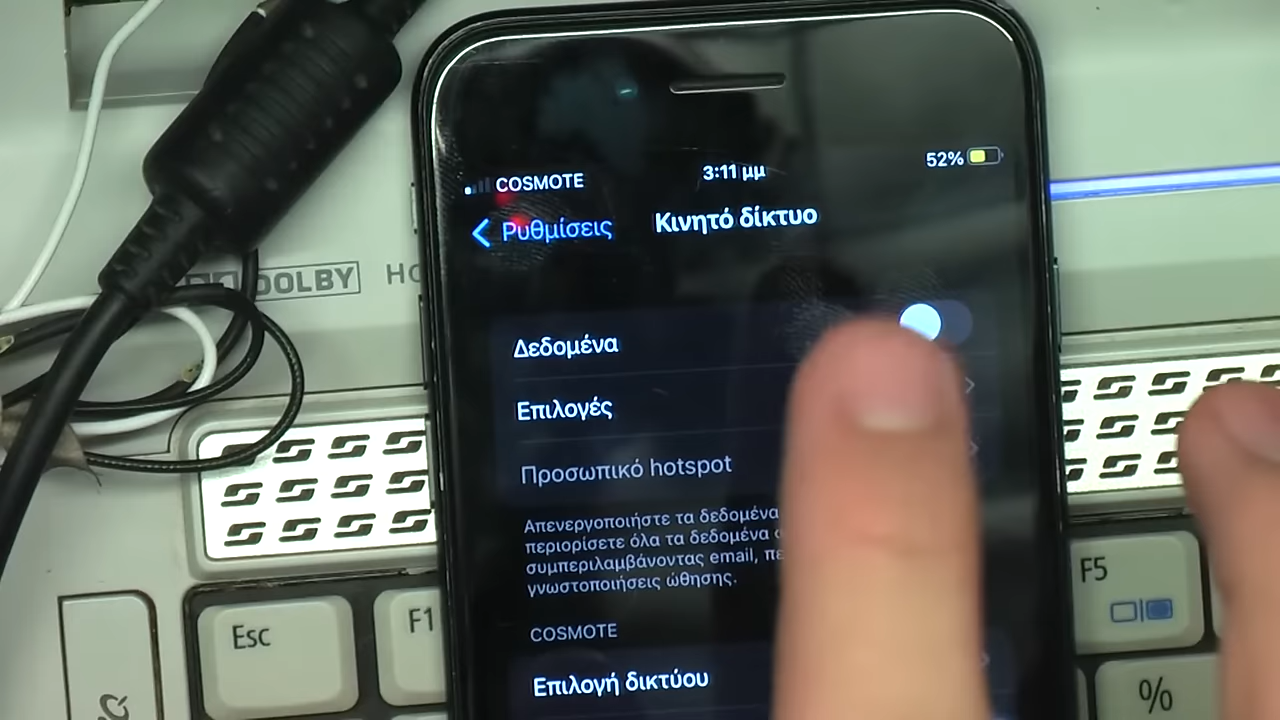 COSMOTE
3:11 μμ
52%
Ρυθμίσεις
Κινητό δίκτυο
DOLBY
Δεδομένα
Επιλογές
Προσωπικό hotspot
Απενεργοποιήστε τα δεδομένα
περιορίσετε όλα τα δεδομένα
συμπεριλαμβάνοντας email,
γνωστοποιήσεις ώθησης.
COSMOTE
Επιλογή δικτύου
Esc
F1
F5
%